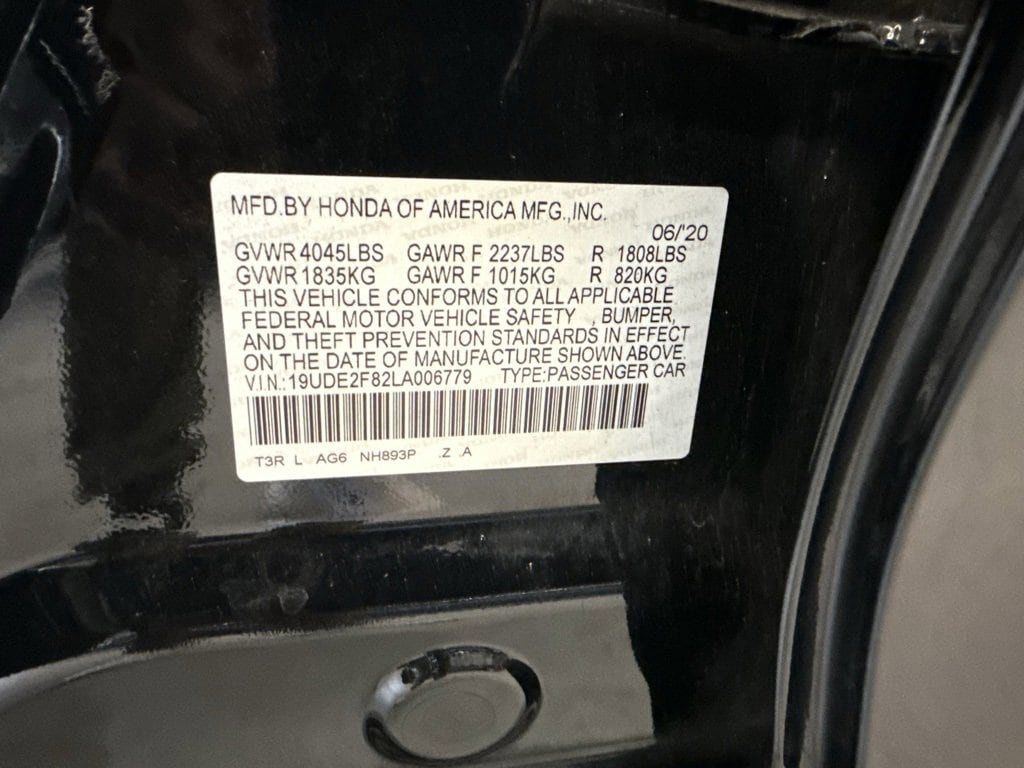 MFD.BY HONDA OF AMERICA MFG.,INC.
06/'20
GVWR 4045LBS GAWR F 2237LBS R 1808LBS
GVWR 1835KG GAWR F 1015KG R 820KG
THIS VEHICLE CONFORMS TO ALL APPLICABLE
FEDERAL MOTOR VEHICLE SAFETY , BUMPER,
AND THEFT PREVENTION STANDARDS IN EFFECT
ON THE DATE OF MANUFACTURE SHOWN ABOVE.
V.I.N.:19UDE2F82LA006779 TYPE:PASSENGER CAR
T3R L AG6 NH893P .Z .A